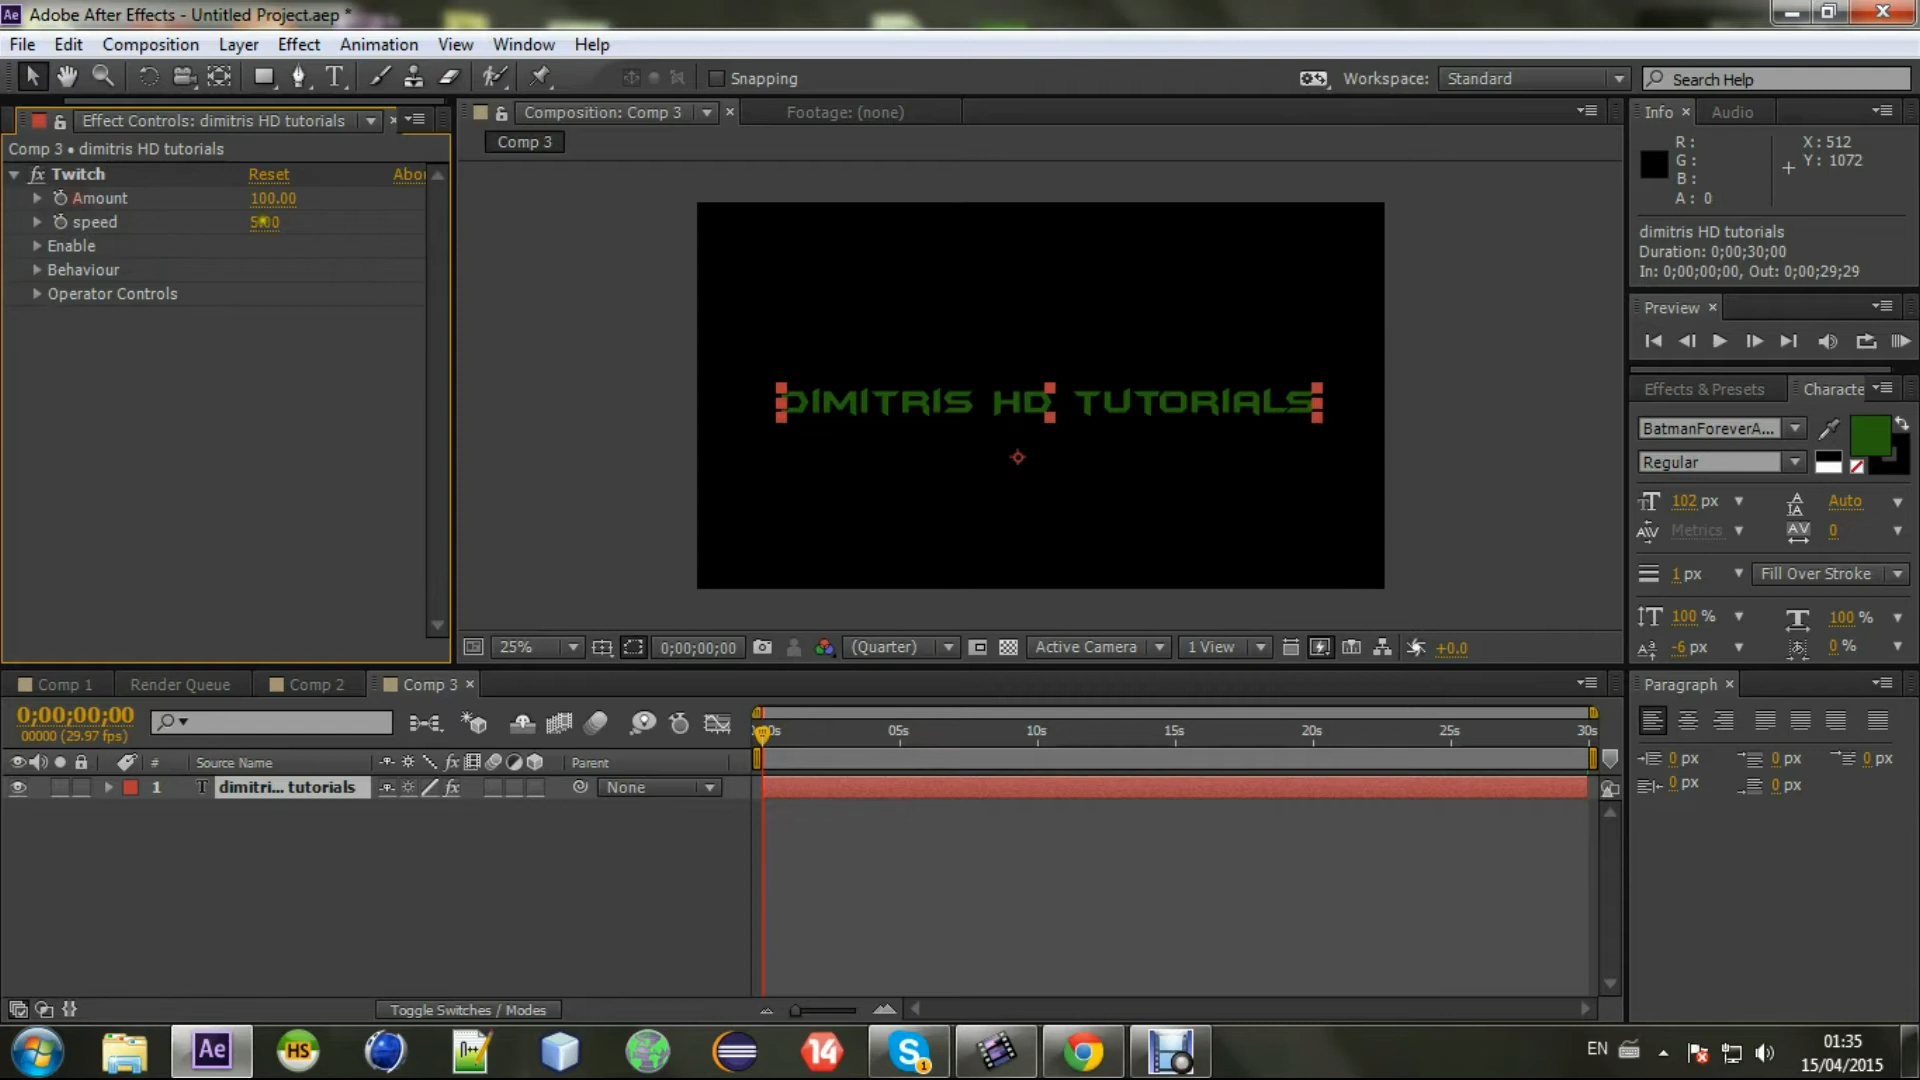 Adobe After Effects - Untitled Project.aep *
File Edit Composition Layer Effect Animation View Window Help
Snapping
Workspace: Standard
Search Help
Effect Controls: dimitris HD tutorials
Comp 3 • dimitris HD tutorials
fx Twitch Reset Abou
Amount 100.00
speed
Enable
Behaviour
Operator Controls
Composition: Comp 3
Footage: (none)
Comp 3
DIMITRIS HD TUTORIALS
25%
0;00;00;00
(Quarter)
Active Camera
1 View
+0.0
Info Audio
R :
G :
B :
A : 0
X : 512
Y : 1072
dimitris HD tutorials
Duration: 0;00;30;00
In: 0;00;00;00, Out: 0;00;29;29
Preview
Effects & Presets
Characte
BatmanForeverA...
Regular
102 px
Auto
Metrics
0
1 px
Fill Over Stroke
100 %
100 %
-6 px
0 %
Comp 1
Render Queue
Comp 2
Comp 3
0;00;00;00
00000 (29.97 fps)
05s 10s 15s 20s 25s 30s
# Source Name
fx
Parent
1 T dimitri... tutorials fx None
Toggle Switches / Modes
Paragraph
0 px 0 px 0 px
0 px 0 px
Ae HS 14 S 1
EN
01:35
15/04/2015